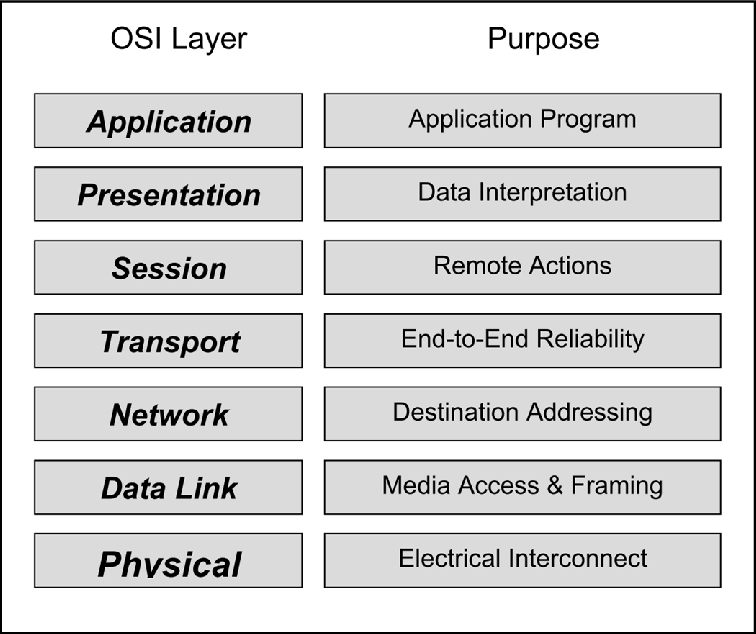 OSI Layer Purpose
Application Application Program
Presentation Data Interpretation
Session Remote Actions
Transport End-to-End Reliability
Network Destination Addressing
Data Link Media Access & Framing
Physical Electrical Interconnect